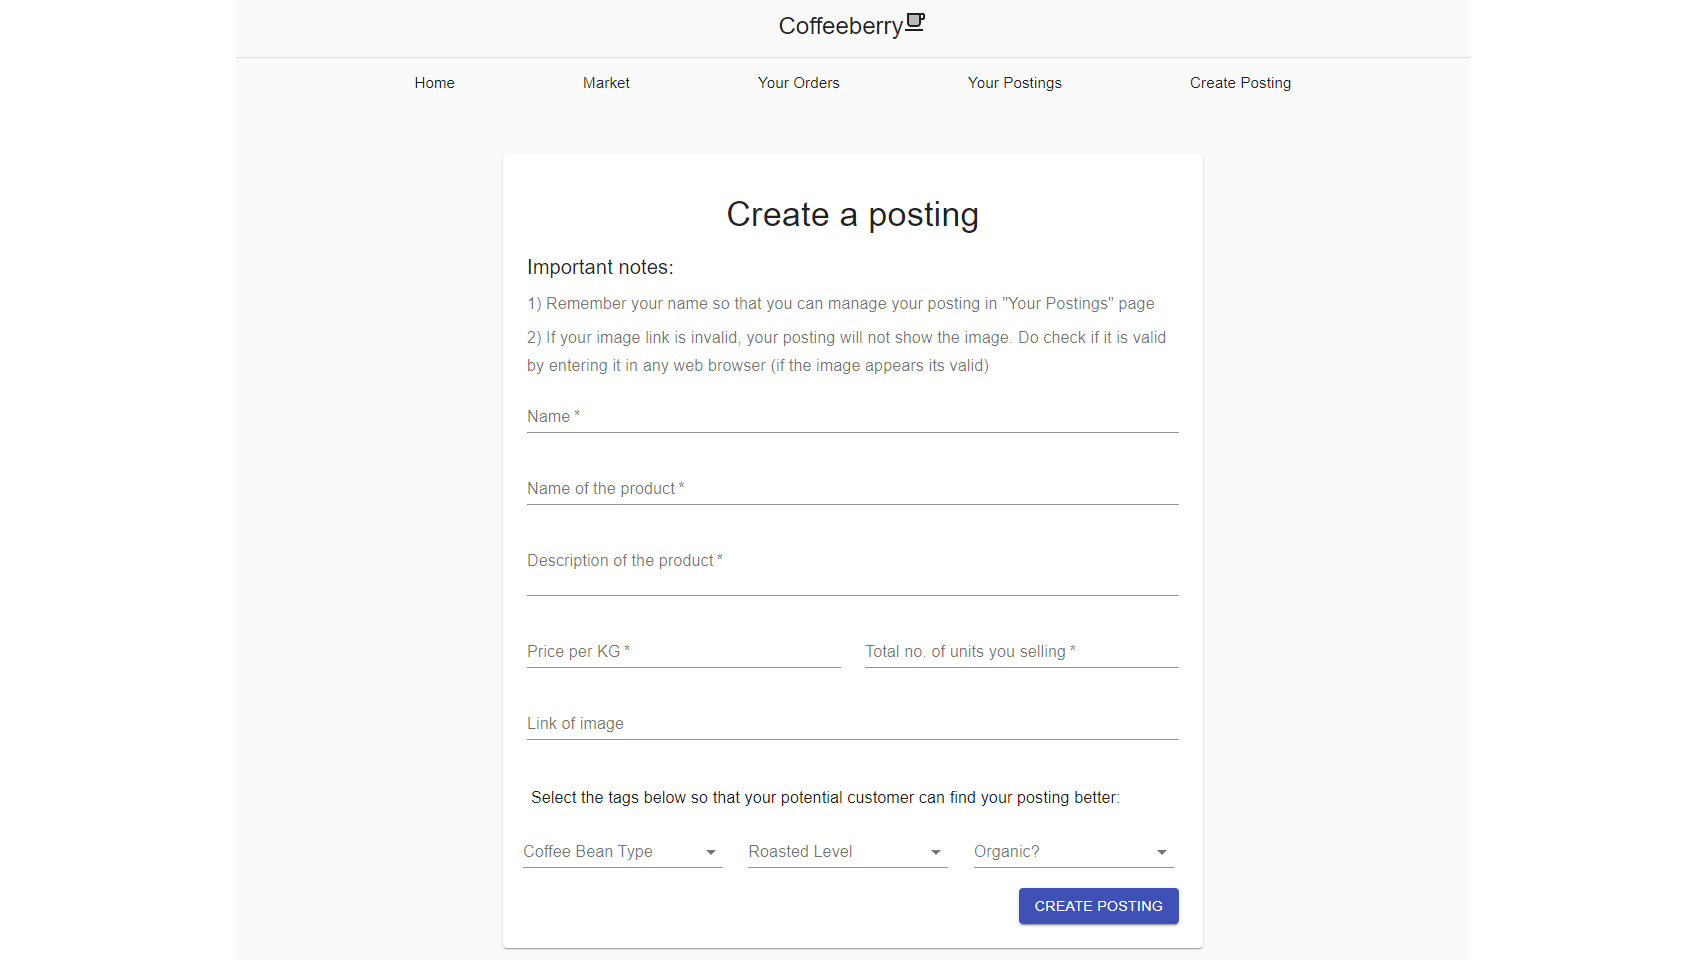 Coffeeberry
Home Market Your Orders Your Postings Create Posting
Create a posting
Important notes:
1) Remember your name so that you can manage your posting in "Your Postings" page
2) If your image link is invalid, your posting will not show the image. Do check if it is valid
by entering it in any web browser (if the image appears its valid)
Name *
Name of the product *
Description of the product *
Price per KG * Total no. of units you selling *
Link of image
Select the tags below so that your potential customer can find your posting better:
Coffee Bean Type Roasted Level Organic?
CREATE POSTING